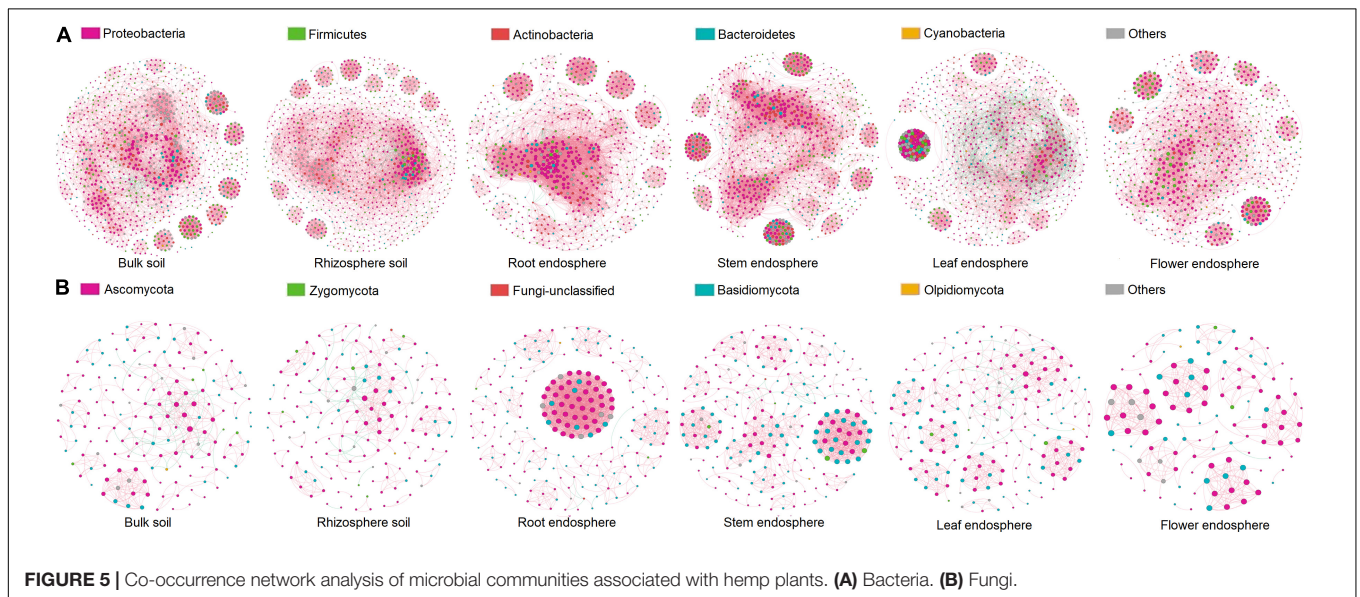 A Proteobacteria Firmicutes Actinobacteria Bacteroidetes Cyanobacteria Others
Bulk soil Rhizosphere soil Root endosphere Stem endosphere Leaf endosphere Flower endosphere
B Ascomycota Zygomycota Fungi-unclassified Basidiomycota Olpidiomycota Others
Bulk soil Rhizosphere soil Root endosphere Stem endosphere Leaf endosphere Flower endosphere
FIGURE 5 | Co-occurrence network analysis of microbial communities associated with hemp plants. (A) Bacteria. (B) Fungi.